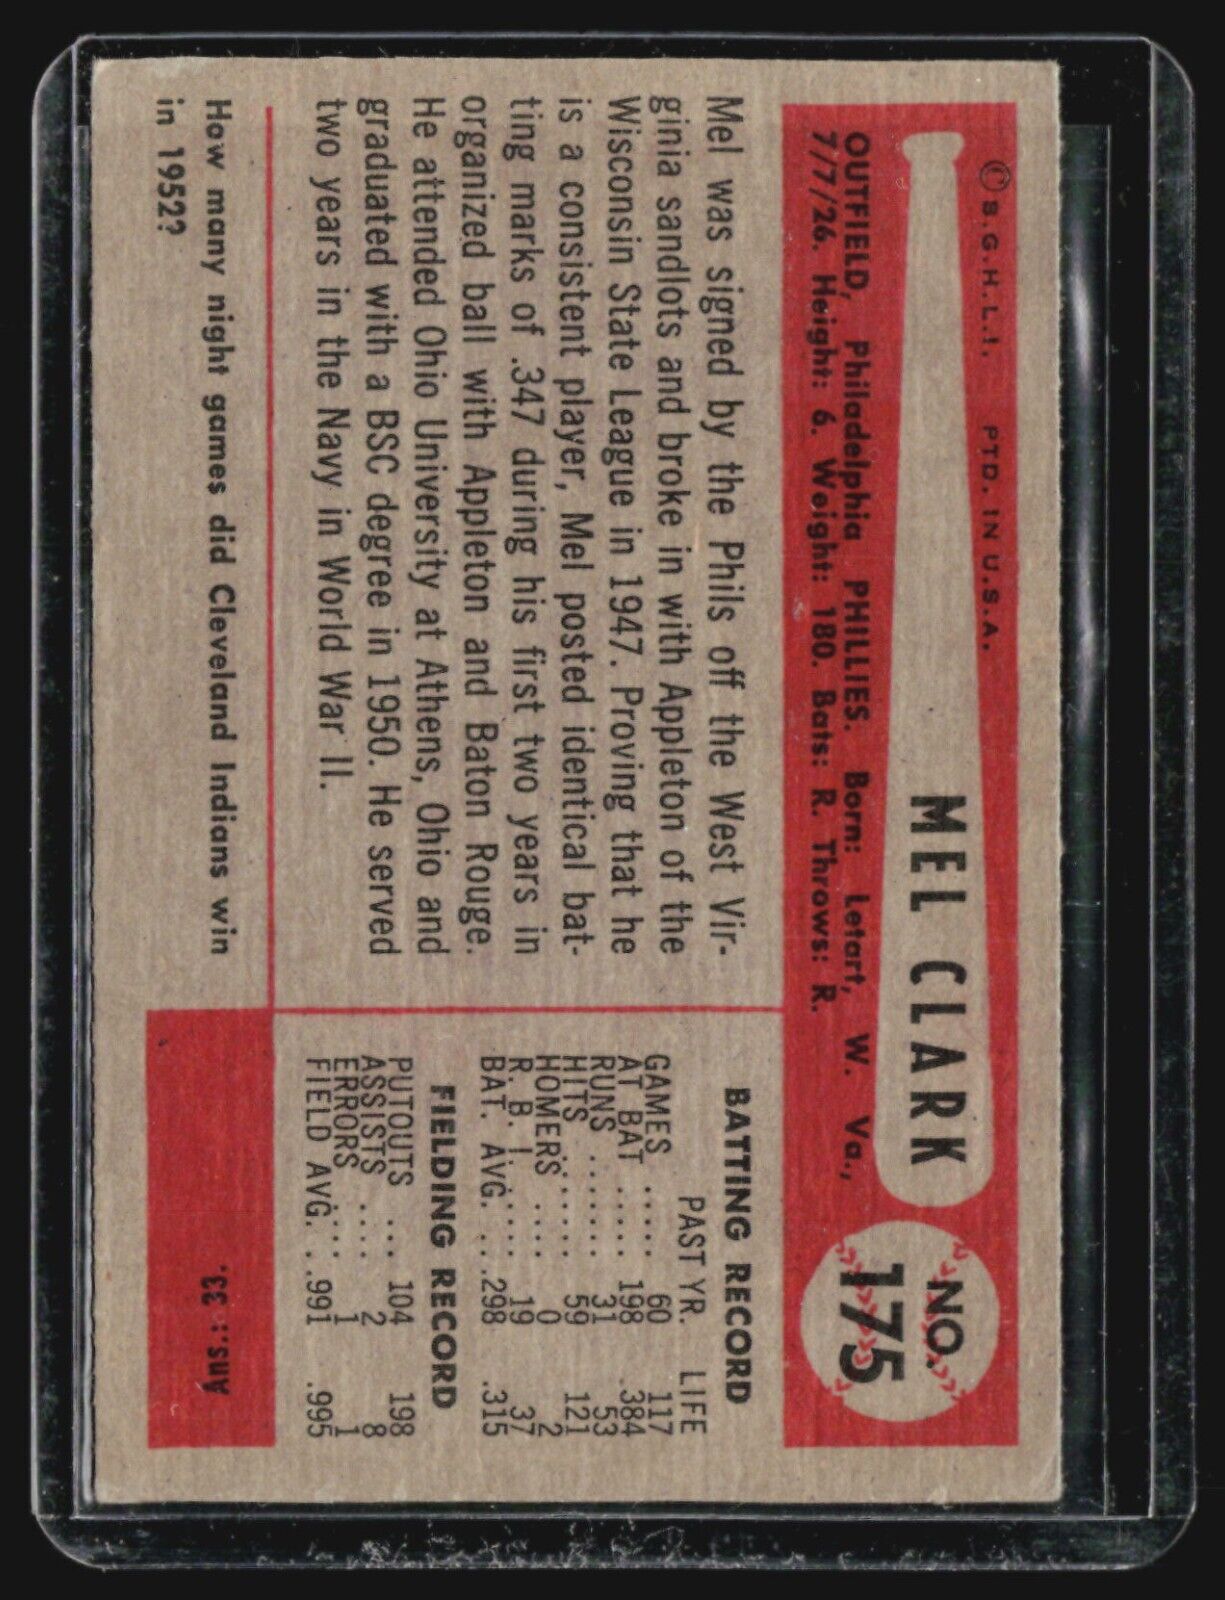 © B.G.H.L.I. PTD. IN U.S.A.
MEL CLARK
NO.
175
OUTFIELD, Philadelphia PHILLIES. Born: Letart, W. Va.,
7/7/26. Height: 6. Weight: 180. Bats: R. Throws: R.
Mel was signed by the Phils off the West Vir-
ginia sandlots and broke in with Appleton of the
Wisconsin State League in 1947. Proving that he
is a consistent player, Mel posted identical bat-
ting marks of .347 during his first two years in
organized ball with Appleton and Baton Rouge.
He attended Ohio University at Athens, Ohio and
graduated with a BSC degree in 1950. He served
two years in the Navy in World War II.
BATTING RECORD
PAST YR. LIFE
GAMES ..... 60 117
AT BAT ..... 198 .384
RUNS ....... 31 53
HITS ....... 59 121
HOMERS .... 0 2
R. B. I. ..... 19 37
BAT. AVG. ...298 .315
FIELDING RECORD
PUTOUTS ... 104 198
ASSISTS .... 2 8
ERRORS .... 1 1
FIELD AVG. ..991 .995
How many night games did Cleveland Indians win
in 1952?
Ans.: 33.